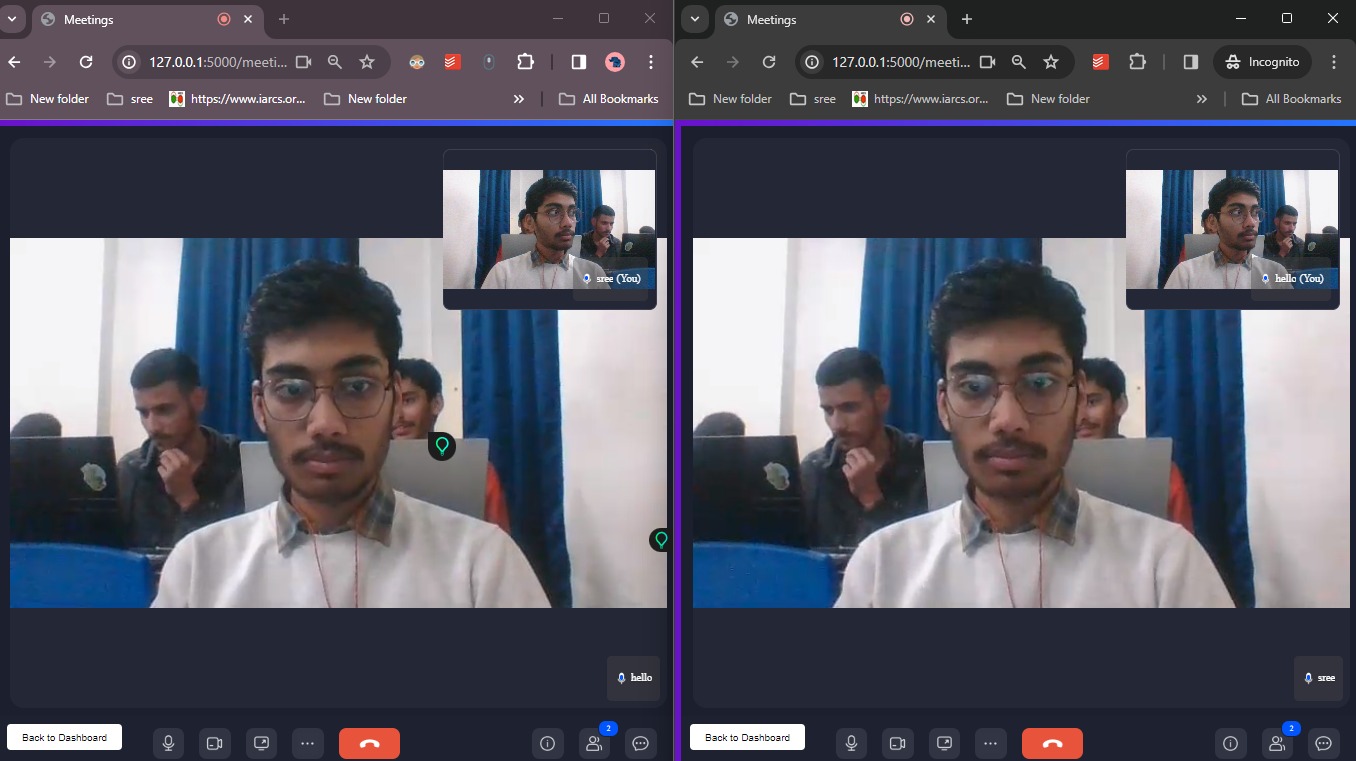 Meetings
127.0.0.1:5000/meeti...
New folder
sree
https://www.iarcs.or...
New folder
All Bookmarks
sree (You)
hello
Back to Dashboard
2
Meetings
127.0.0.1:5000/meeti...
Incognito
New folder
sree
https://www.iarcs.or...
New folder
All Bookmarks
hello (You)
sree
Back to Dashboard
2